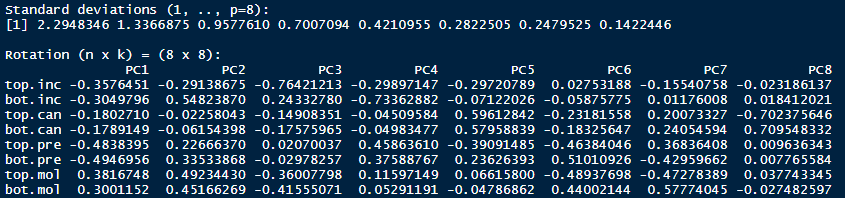 Standard deviations (1, .., p=8):
[1] 2.2948346 1.3366875 0.9577610 0.7007094 0.4210955 0.2822505 0.2479525 0.1422446
Rotation (n x k) = (8 x 8):
PC1 PC2 PC3 PC4 PC5 PC6 PC7 PC8
top.inc -0.3576451 -0.29138675 -0.76421213 -0.29897147 -0.29720789 0.02753188 -0.15540758 -0.023186137
bot.inc -0.3049796 0.54823870 0.24332780 -0.73362882 -0.07122026 -0.05875775 0.01176008 0.018412021
top.can -0.1802710 -0.02258043 -0.14908351 -0.04509584 0.59612842 -0.23181558 0.20073327 -0.702375646
bot.can -0.1789149 -0.06154398 -0.17575965 -0.04983477 0.57958839 -0.18325647 0.24054594 0.709548332
top.pre -0.4838395 0.22666370 0.02070037 0.45863610 -0.39091485 -0.46384046 0.36836408 0.009636343
bot.pre -0.4946956 0.33533868 -0.02978257 0.37588767 0.23626393 0.51010926 -0.42959662 0.007765584
top.mol 0.3816748 0.49234430 -0.36007798 0.11597149 0.06615800 -0.48937698 -0.47278389 0.037743345
bot.mol 0.3001152 0.45166269 -0.41555071 0.05291191 -0.04786862 0.44002144 0.57774045 -0.027482597